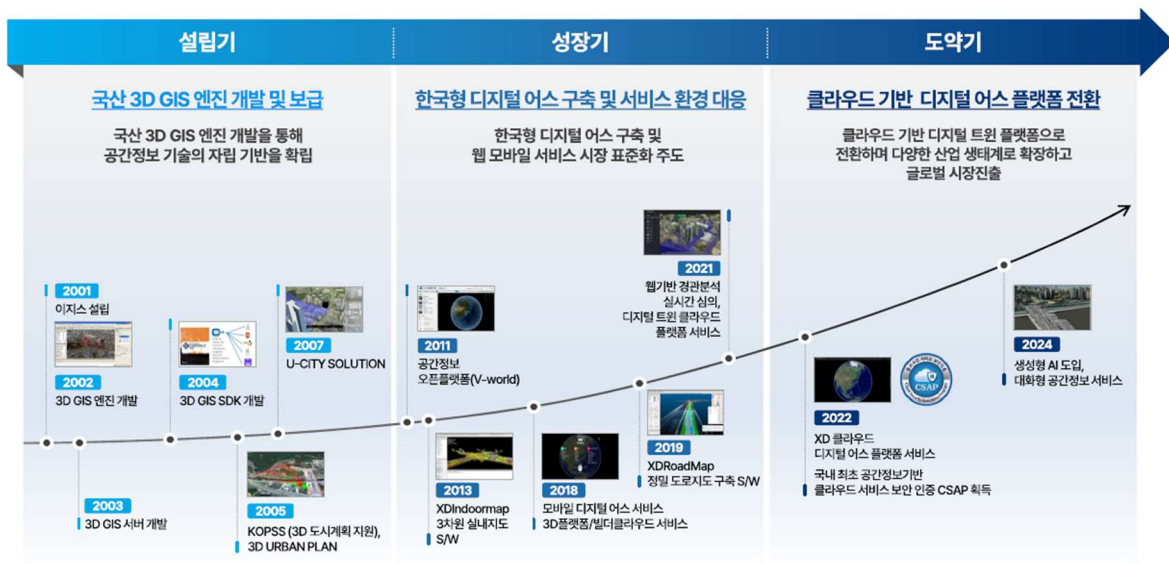 설립기
성장기
도약기
국산 3D GIS 엔진 개발 및 보급
국산 3D GIS 엔진 개발을 통해
공간정보 기술의 자립 기반을 확립
한국형 디지털 어스 구축 및 서비스 환경 대응
한국형 디지털 어스 구축 및
웹 모바일 서비스 시장 표준화 주도
클라우드 기반 디지털 어스 플랫폼 전환
클라우드 기반 디지털 트윈 플랫폼으로
전환하며 다양한 산업 생태계로 확장하고
글로벌 시장진출
2001
이지스 설립
2002
3D GIS 엔진 개발
2003
3D GIS 서버 개발
2004
3D GIS SDK 개발
2005
KOPSS (3D 도시계획 지원),
3D URBAN PLAN
2007
U-CITY SOLUTION
2011
공간정보
오픈플랫폼(V-world)
2013
XDIndoormap
3차원 실내지도
S/W
2018
모바일 디지털 어스 서비스
3D플랫폼/빌더클라우드 서비스
2019
XDRoadMap
정밀 도로지도 구축 S/W
2021
웹기반 경관분석
실시간 심의,
디지털 트윈 클라우드
플랫폼 서비스
CSAP
2022
XD 클라우드
디지털 어스 플랫폼 서비스
국내 최초 공간정보기반
클라우드 서비스 보안 인증 CSAP 획득
2024
생성형 AI 도입,
대화형 공간정보 서비스